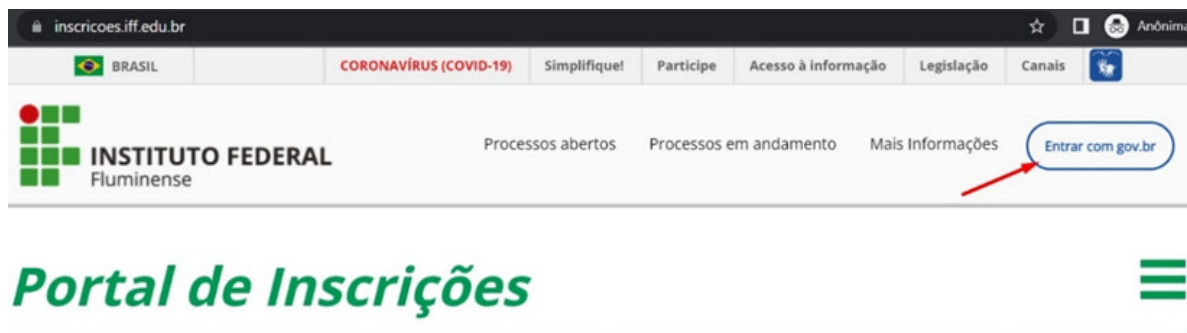 inscricoes.iff.edu.br Anônima
BRASIL CORONAVÍRUS (COVID-19) Simplifique! Participe Acesso à informação Legislação Canais
Processos abertos Processos em andamento Mais Informações Entrar com gov.br
INSTITUTO FEDERAL
Fluminense
Portal de Inscrições